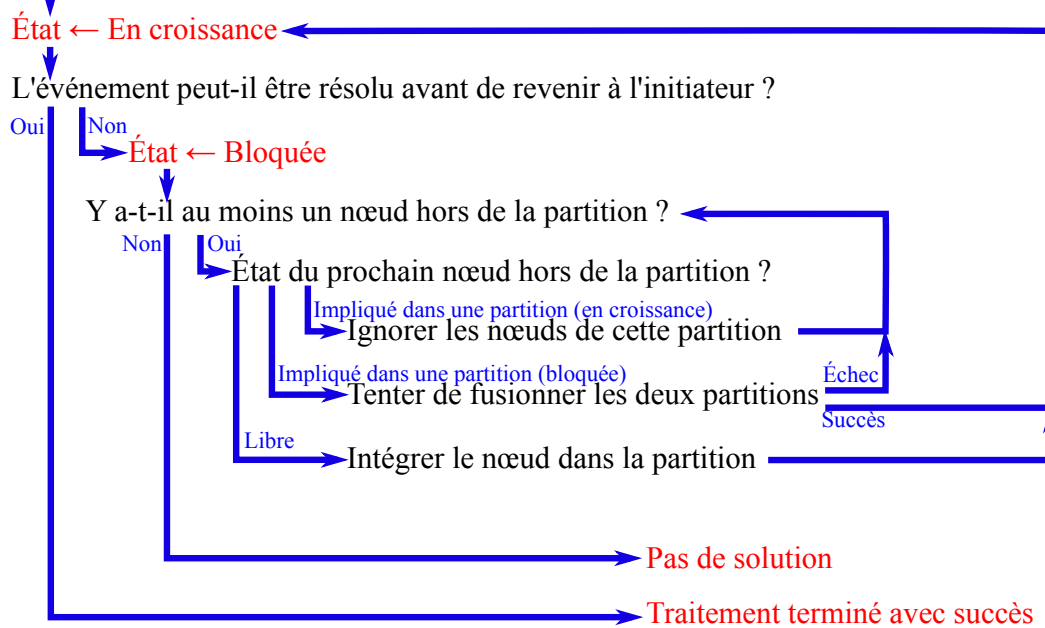 État ← En croissance
L'événement peut-il être résolu avant de revenir à l'initiateur ?
Oui
Non
État ← Bloquée
Y a-t-il au moins un nœud hors de la partition ?
Non
Oui
État du prochain nœud hors de la partition ?
Impliqué dans une partition (en croissance)
Ignorer les nœuds de cette partition
Impliqué dans une partition (bloquée)
Échec
Tenter de fusionner les deux partitions
Succès
Libre
Intégrer le nœud dans la partition
Pas de solution
Traitement terminé avec succès